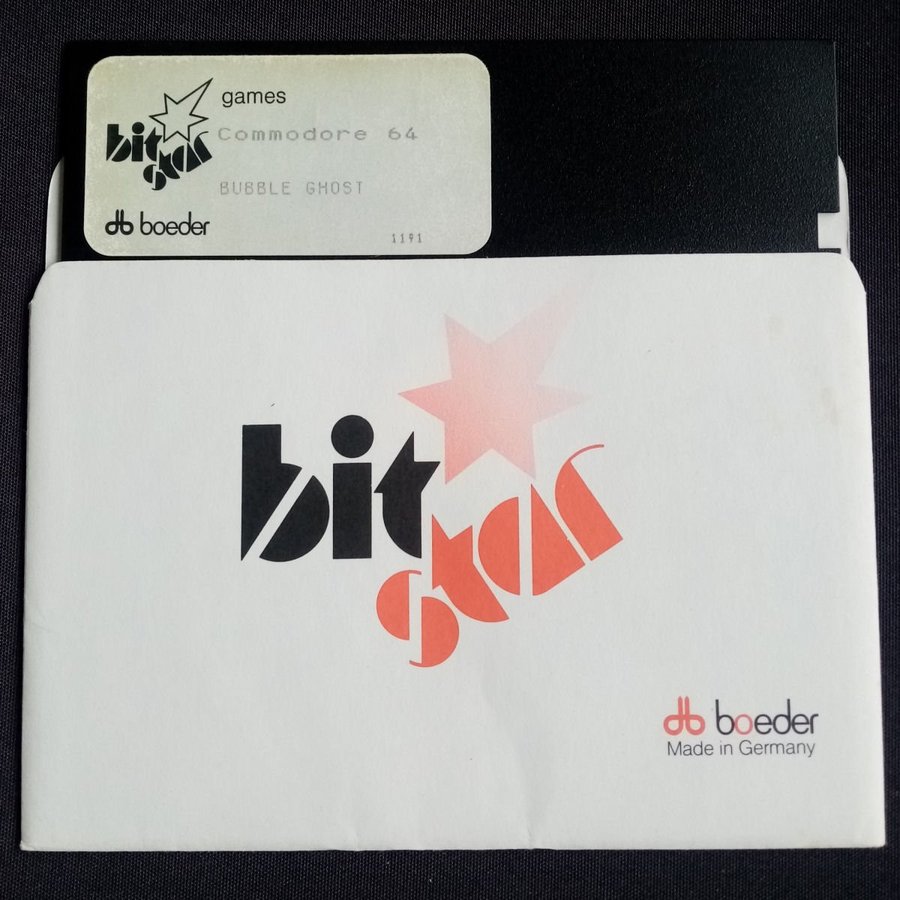 games
bit star
Commodore 64
BUBBLE GHOST
db boeder
1191
bit
star
db boeder
Made in Germany